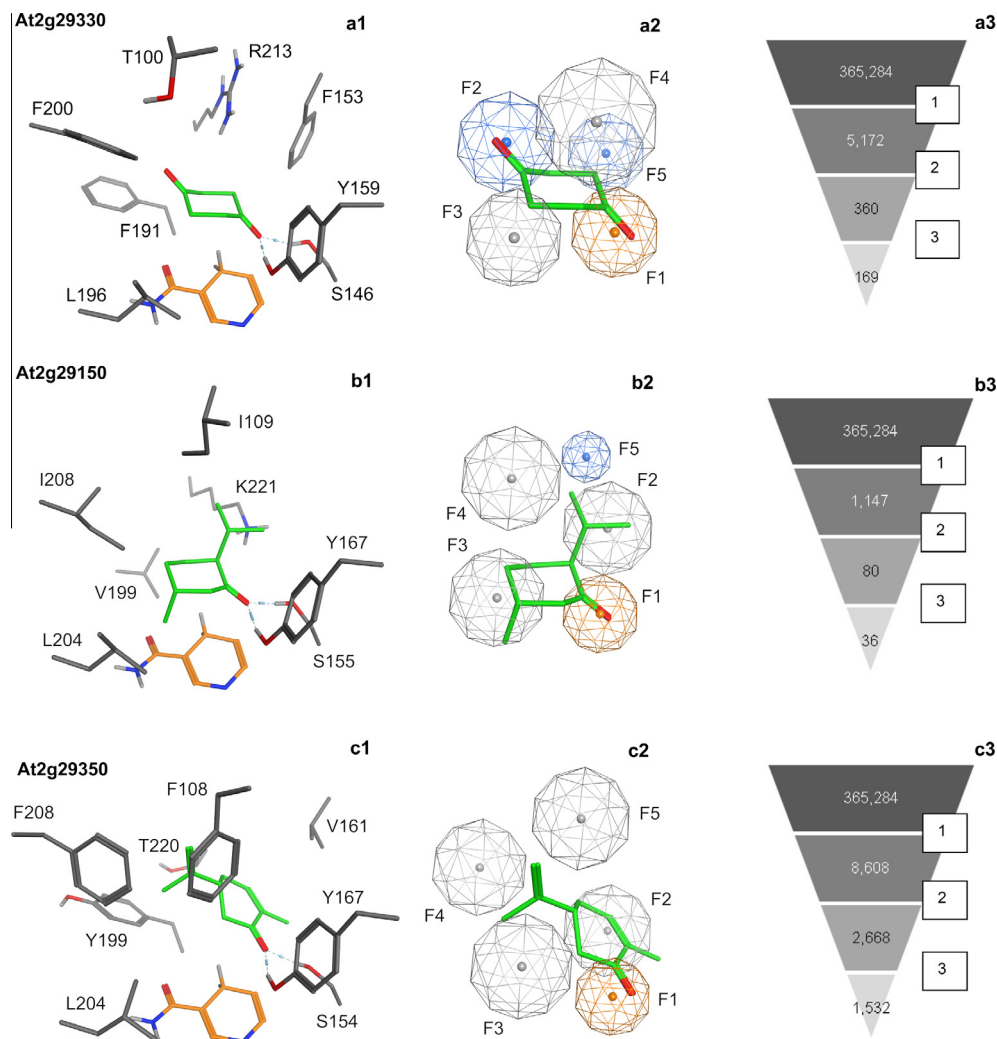 At2g29330
a1
a2
a3
T100
R213
F200
F153
F191
Y159
L196
S146
F2
F4
F5
F3
F1
365,284
1
5,172
2
360
3
169
At2g29150
b1
b2
b3
I109
I208
K221
V199
Y167
L204
S155
F5
F2
F4
F3
F1
365,284
1
1,147
2
80
3
36
At2g29350
c1
c2
c3
F108
F208
T220
V161
Y167
Y199
L204
S154
F5
F4
F2
F3
F1
365,284
1
8,608
2
2,668
3
1,532